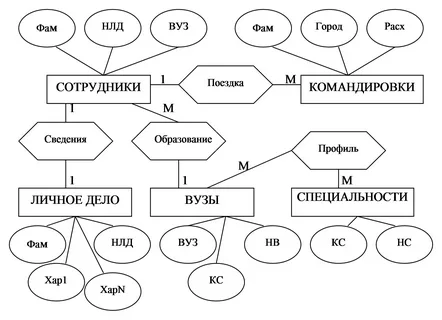 Фам
НЛД
ВУЗ
Фам
Город
Расх
СОТРУДНИКИ
1
Поездка
М
КОМАНДИРОВКИ
1
М
Сведения
Образование
Профиль
1
1
М
М
ЛИЧНОЕ ДЕЛО
ВУЗЫ
СПЕЦИАЛЬНОСТИ
Фам
НЛД
ВУЗ
НВ
КС
НС
Хар1
ХарN
КС